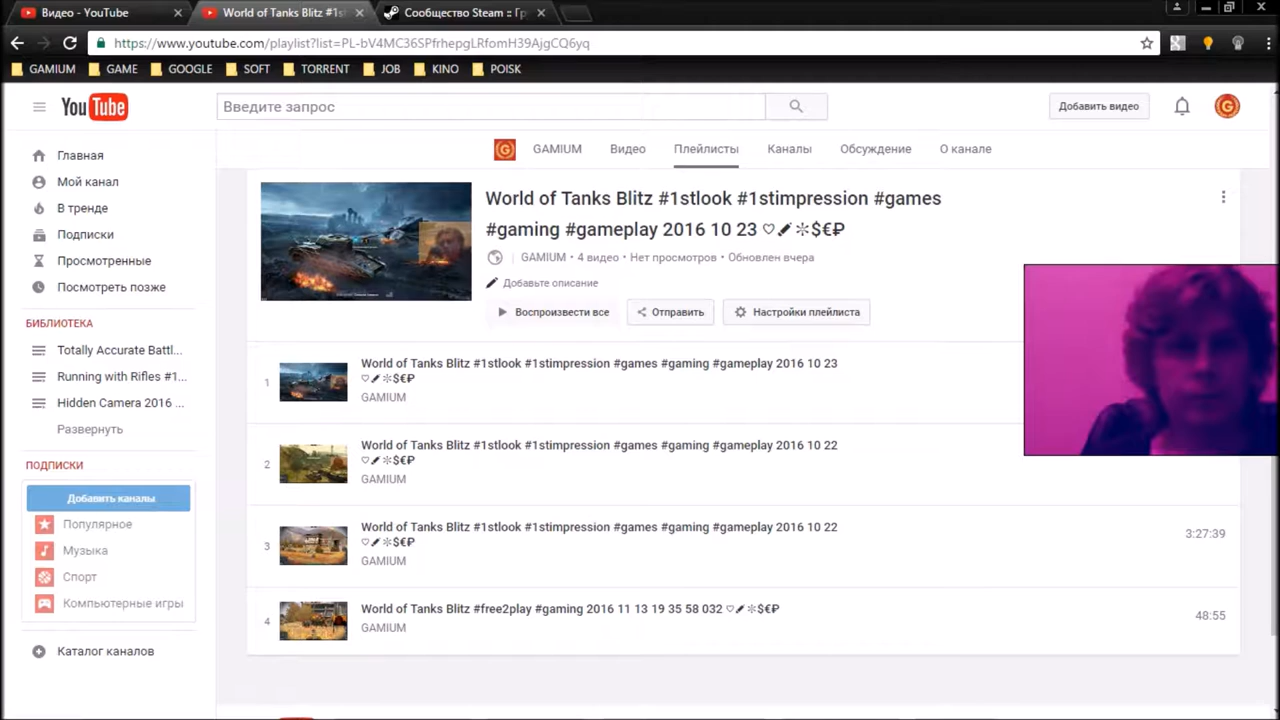 Видео - YouTube
World of Tanks Blitz #1s
Сообщество Steam :: Гр
https://www.youtube.com/playlist?list=PL-bV4MC36SPfrhepgLRfomH39AjgCQ6yq
GAMIUM GAME GOOGLE SOFT TORRENT JOB KINO POISK
YouTube
Введите запрос
Добавить видео
G
GAMIUM Видео Плейлисты Каналы Обсуждение О канале
Главная
Мой канал
В тренде
Подписки
Просмотренные
Посмотреть позже
БИБЛИОТЕКА
Totally Accurate Battl...
Running with Rifles #1...
Hidden Camera 2016 ...
Развернуть
ПОДПИСКИ
Добавить каналы
Популярное
Музыка
Спорт
Компьютерные игры
Каталог каналов
World of Tanks Blitz #1stlook #1stimpression #games
#gaming #gameplay 2016 10 23 ♡✐☼$€₽
GAMIUM • 4 видео • Нет просмотров • Обновлен вчера
Добавьте описание
Воспроизвести все Отправить Настройки плейлиста
1
World of Tanks Blitz #1stlook #1stimpression #games #gaming #gameplay 2016 10 23
♡✐☼$€₽
GAMIUM
2
World of Tanks Blitz #1stlook #1stimpression #games #gaming #gameplay 2016 10 22
♡✐☼$€₽
GAMIUM
3
World of Tanks Blitz #1stlook #1stimpression #games #gaming #gameplay 2016 10 22
♡✐☼$€₽
GAMIUM
3:27:39
4
World of Tanks Blitz #free2play #gaming 2016 11 13 19 35 58 032 ♡✐☼$€₽
GAMIUM
48:55